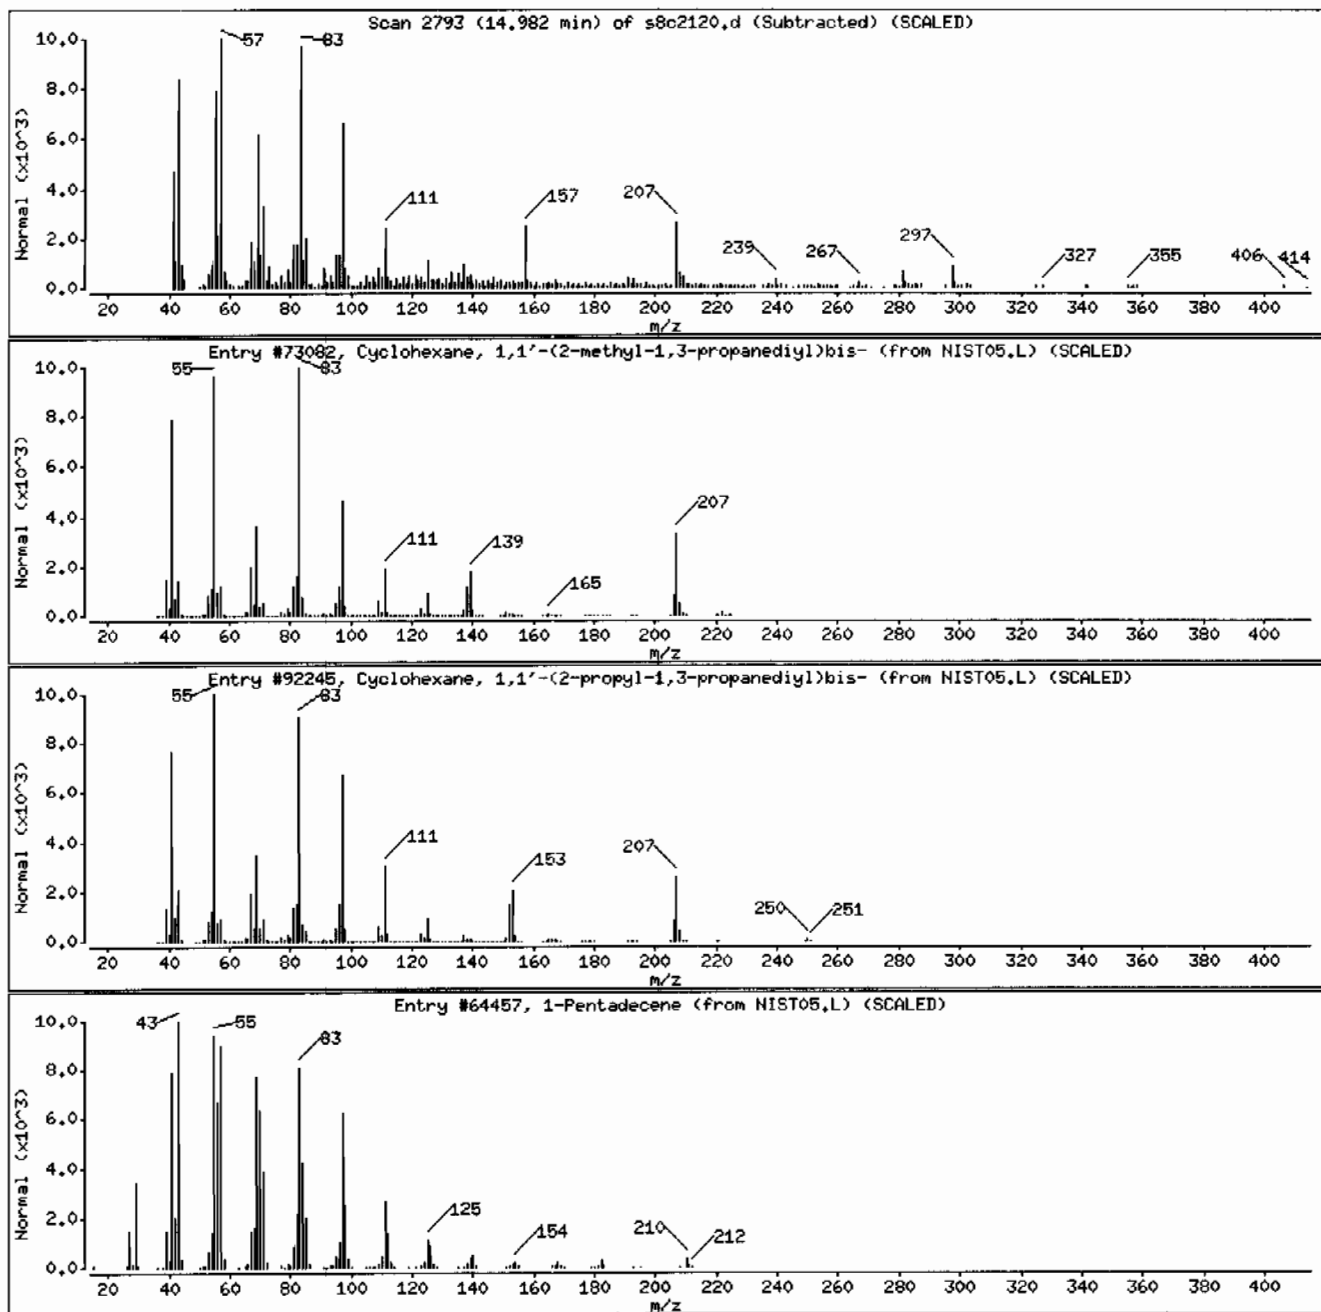 Scan 2793 (14.982 min) of s8c2120.d (Subtracted) (SCALED)
Normal (x10^3)
10.0
8.0
6.0
4.0
2.0
0.0
57 83 111 157 207 239 267 297 327 355 406 414
20 40 60 80 100 120 140 160 180 200 220 240 260 280 300 320 340 360 380 400
m/z
Entry #73082, Cyclohexane, 1,1'-(2-methyl-1,3-propanediyl)bis- (from NIST05.L) (SCALED)
Normal (x10^3)
10.0
8.0
6.0
4.0
2.0
0.0
55 83 111 139 165 207
20 40 60 80 100 120 140 160 180 200 220 240 260 280 300 320 340 360 380 400
m/z
Entry #92245, Cyclohexane, 1,1'-(2-propyl-1,3-propanediyl)bis- (from NIST05.L) (SCALED)
Normal (x10^3)
10.0
8.0
6.0
4.0
2.0
0.0
55 83 111 153 207 250 251
20 40 60 80 100 120 140 160 180 200 220 240 260 280 300 320 340 360 380 400
m/z
Entry #64457, 1-Pentadecene (from NIST05.L) (SCALED)
Normal (x10^3)
10.0
8.0
6.0
4.0
2.0
0.0
43 55 83 125 154 210 212
20 40 60 80 100 120 140 160 180 200 220 240 260 280 300 320 340 360 380 400
m/z